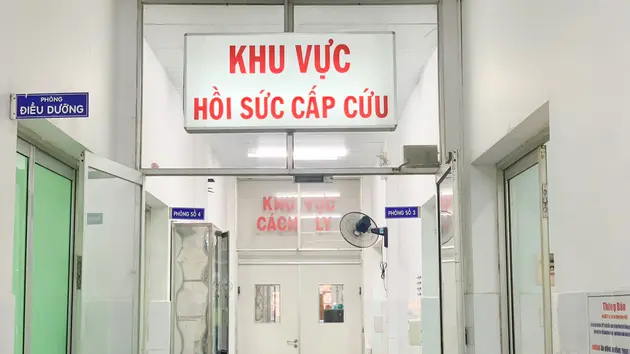 KHU VỰC
HỒI SỨC CẤP CỨU
PHÒNG
ĐIỀU DƯỠNG
KHU VỰC
CÁCH LY
PHÒNG SỐ 4
PHÒNG SỐ 3
Thông Báo